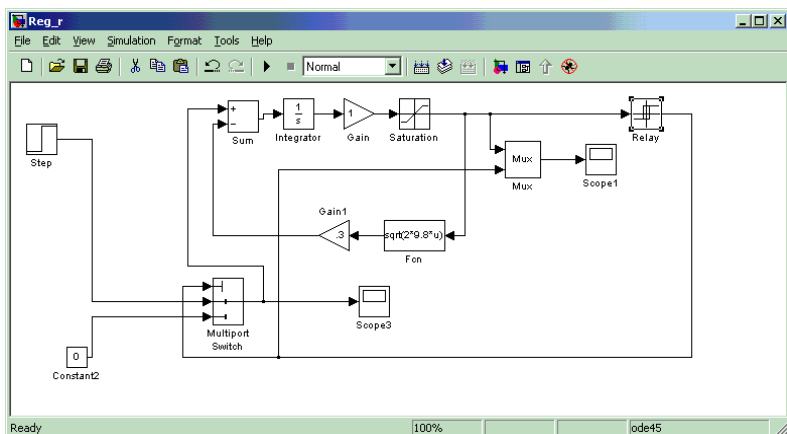 Reg_r
File Edit View Simulation Format Tools Help
Normal
Step
+
−
Sum
1
s
Integrator
1
Gain
Saturation
Mux
Mux
Scope1
Relay
Gain1
.3
sqrt(2*9.8*u)
Fcn
Multiport
Switch
Scope3
0
Constant2
Ready 100% ode45